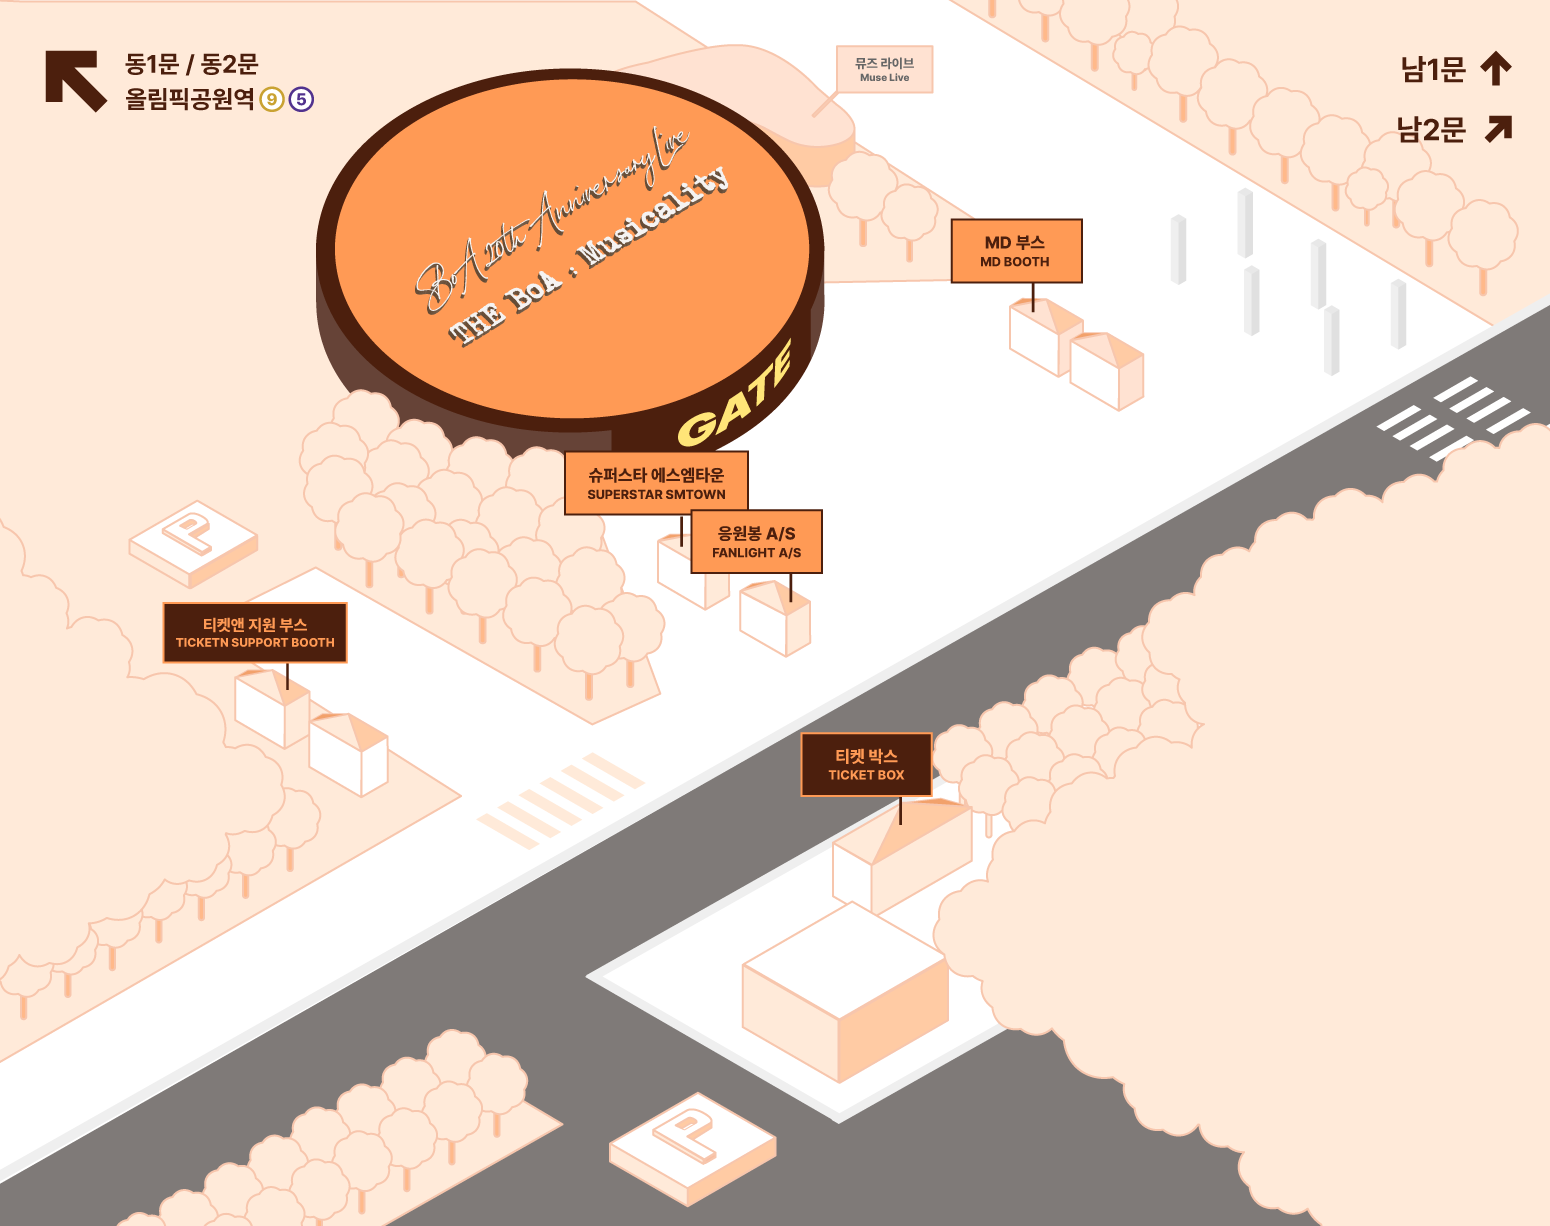 동1문 / 동2문
올림픽공원역 9 5
뮤즈 라이브
Muse Live
남1문
남2문
BoA 20th Anniversary Live
THE BoA : Musicality
GATE
MD 부스
MD BOOTH
슈퍼스타 에스엠타운
SUPERSTAR SMTOWN
응원봉 A/S
FANLIGHT A/S
P
티켓앤 지원 부스
TICKETN SUPPORT BOOTH
티켓 박스
TICKET BOX
P